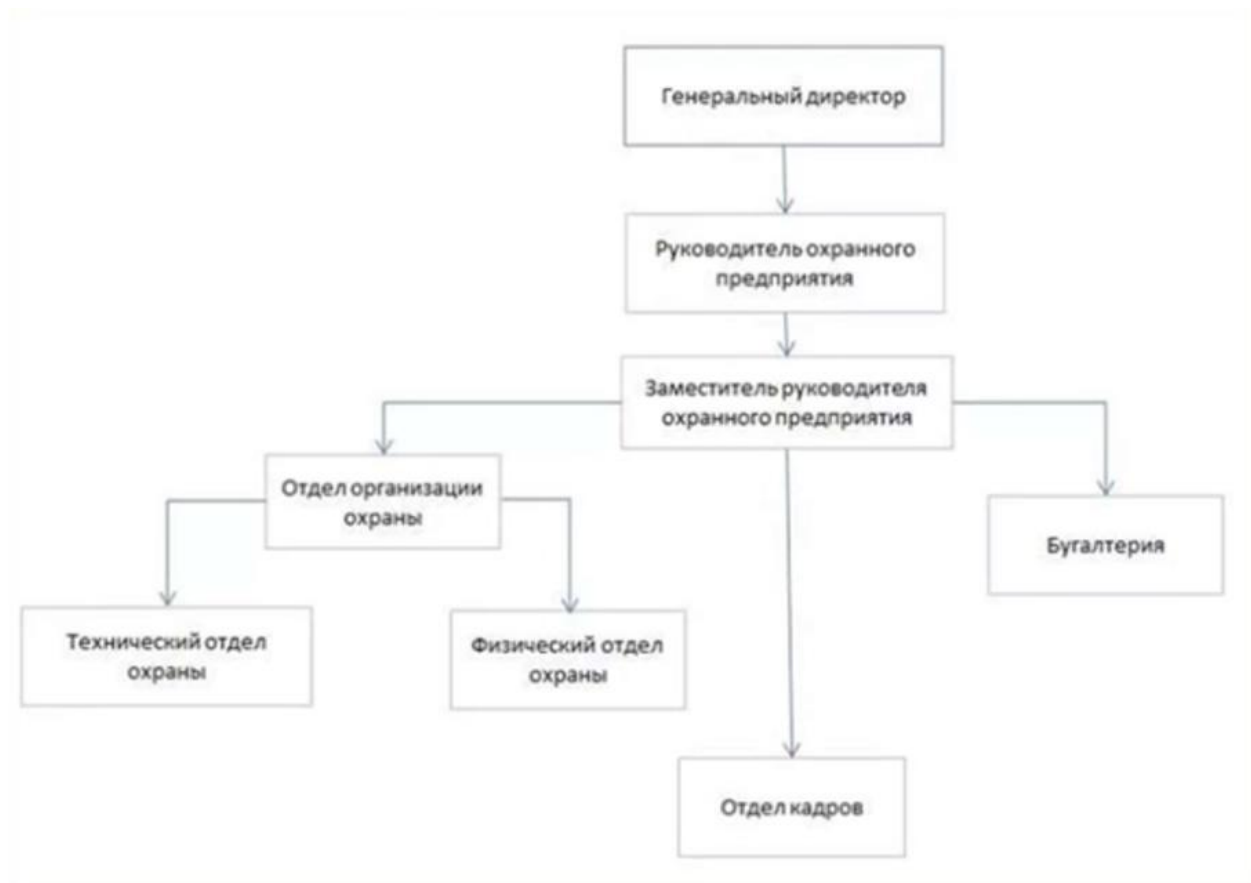 Генеральный директор
Руководитель охранного
предприятия
Заместитель руководителя
охранного предприятия
Отдел организации
охраны
Бугалтерия
Технический отдел
охраны
Физический отдел
охраны
Отдел кадров